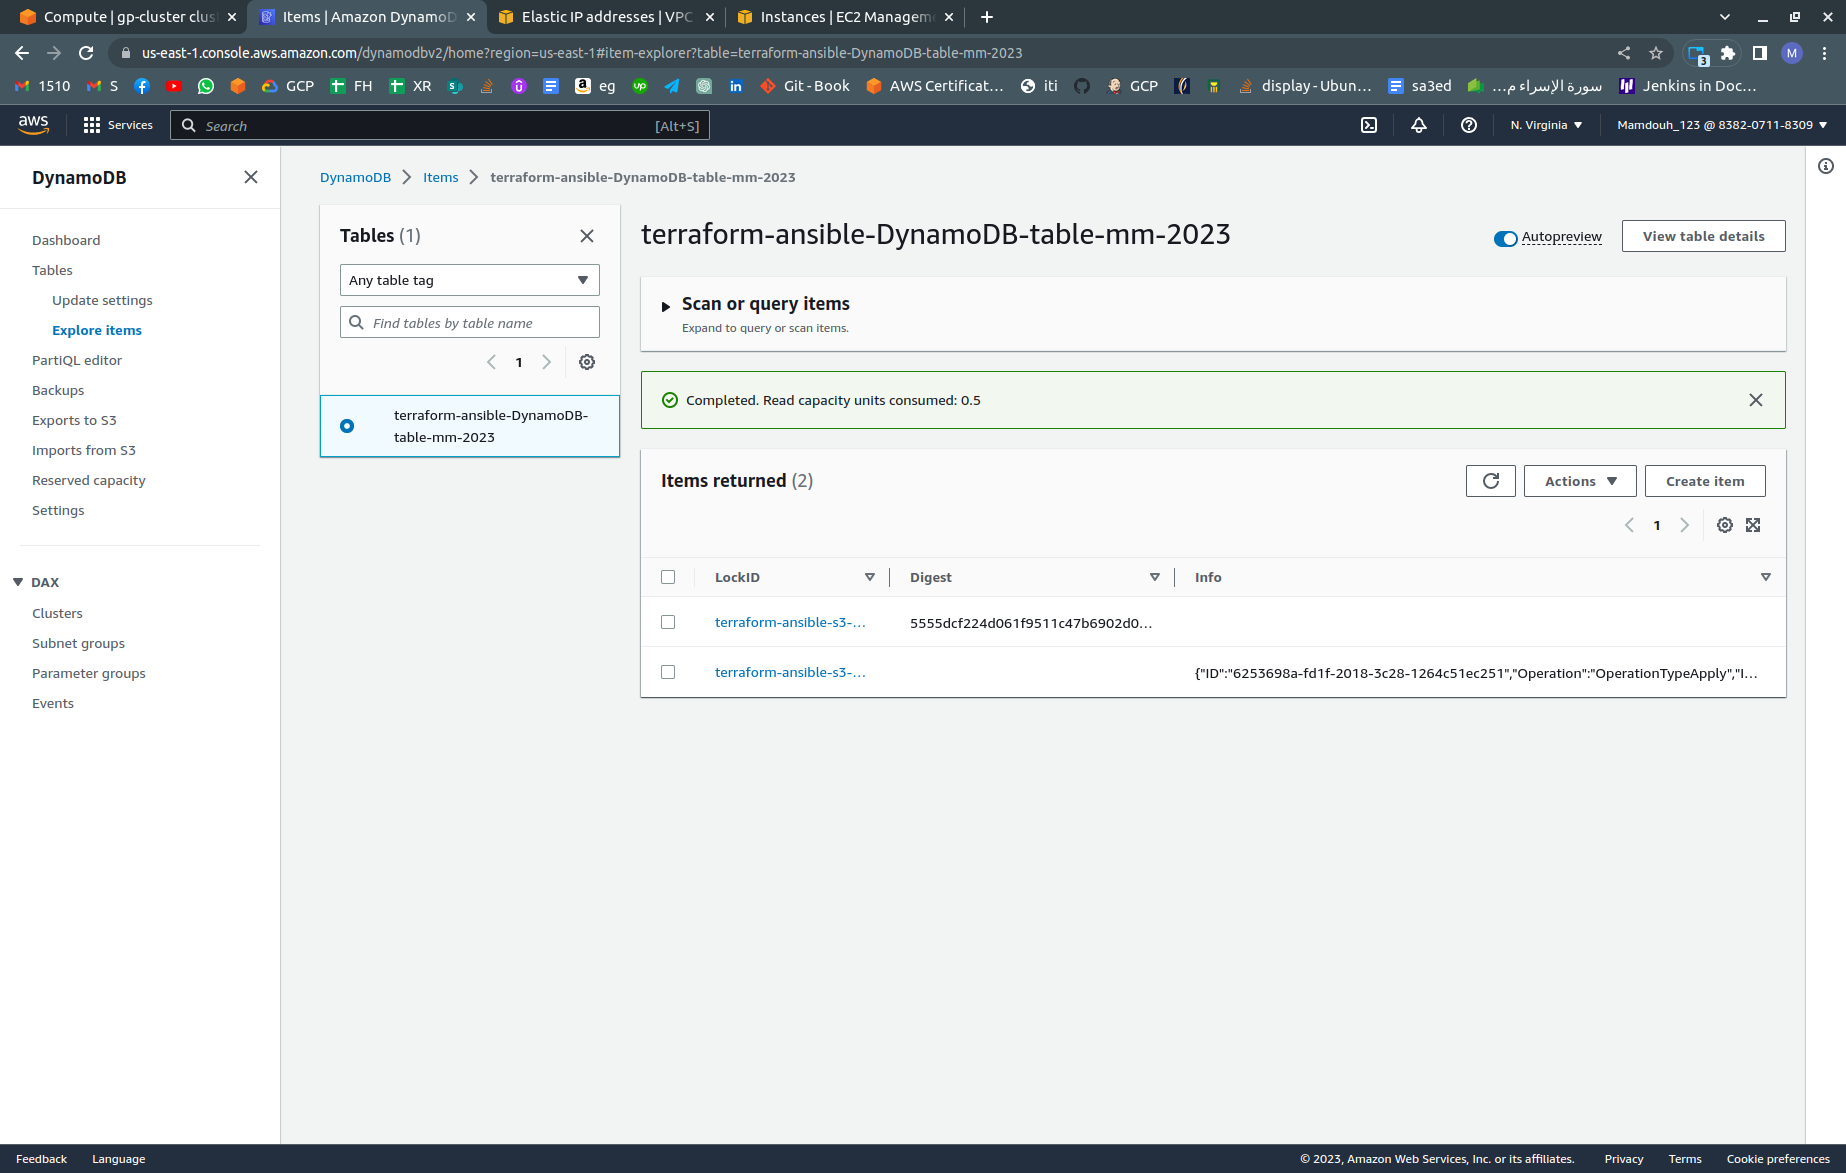 Compute | gp-cluster clus
Items | Amazon DynamoD
Elastic IP addresses | VPC
Instances | EC2 Managem
us-east-1.console.aws.amazon.com/dynamodbv2/home?region=us-east-1#item-explorer?table=terraform-ansible-DynamoDB-table-mm-2023
3
M
1510
S
GCP
FH
XR
eg
Git - Book
AWS Certificat...
iti
GCP
display - Ubun...
sa3ed
سورة الإسراء م...
Jenkins in Doc...
aws
Services
Search
[Alt+S]
N. Virginia
Mamdouh_123 @ 8382-0711-8309
DynamoDB
Dashboard
Tables
Update settings
Explore items
PartiQL editor
Backups
Exports to S3
Imports from S3
Reserved capacity
Settings
DAX
Clusters
Subnet groups
Parameter groups
Events
DynamoDB
Items
terraform-ansible-DynamoDB-table-mm-2023
Tables (1)
Any table tag
Find tables by table name
1
terraform-ansible-DynamoDB-
table-mm-2023
terraform-ansible-DynamoDB-table-mm-2023
Autopreview
View table details
Scan or query items
Expand to query or scan items.
Completed. Read capacity units consumed: 0.5
Items returned (2)
Actions
Create item
1
LockID
Digest
Info
terraform-ansible-s3-...
5555dcf224d061f9511c47b6902d0...
terraform-ansible-s3-...
{"ID":"6253698a-fd1f-2018-3c28-1264c51ec251","Operation":"OperationTypeApply","I...
Feedback
Language
© 2023, Amazon Web Services, Inc. or its affiliates.
Privacy
Terms
Cookie preferences